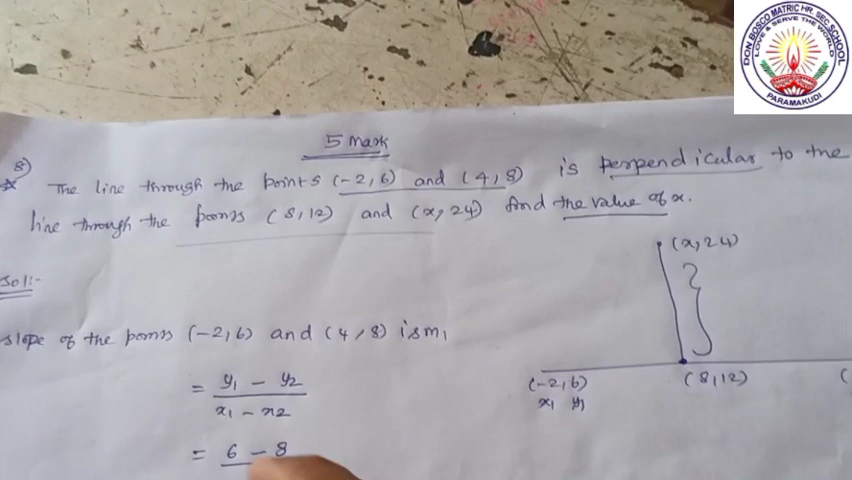 DON BOSCO MATRIC HR. SEC SCHOOL
LOVE & SERVE THE WORLD
PARAMAKUDI
5 Mark
8)
The line through the points (-2,6) and (4,8) is perpendicular to the
line through the points (8,12) and (x,24) find the value of x.
Sol:-
slope of the points (-2,6) and (4,8) is m1
= y1 - y2
x1 - x2
= 6 - 8
(x,24)
(-2,6)
x1 y1
(8,12)
(